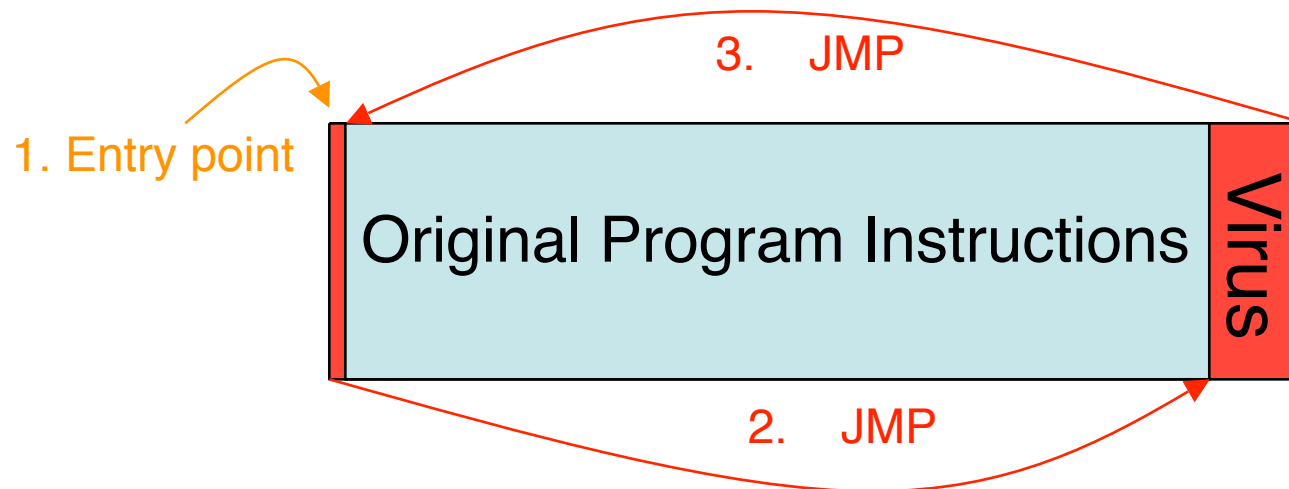 3. JMP
1. Entry point
Original Program Instructions
Virus
2. JMP